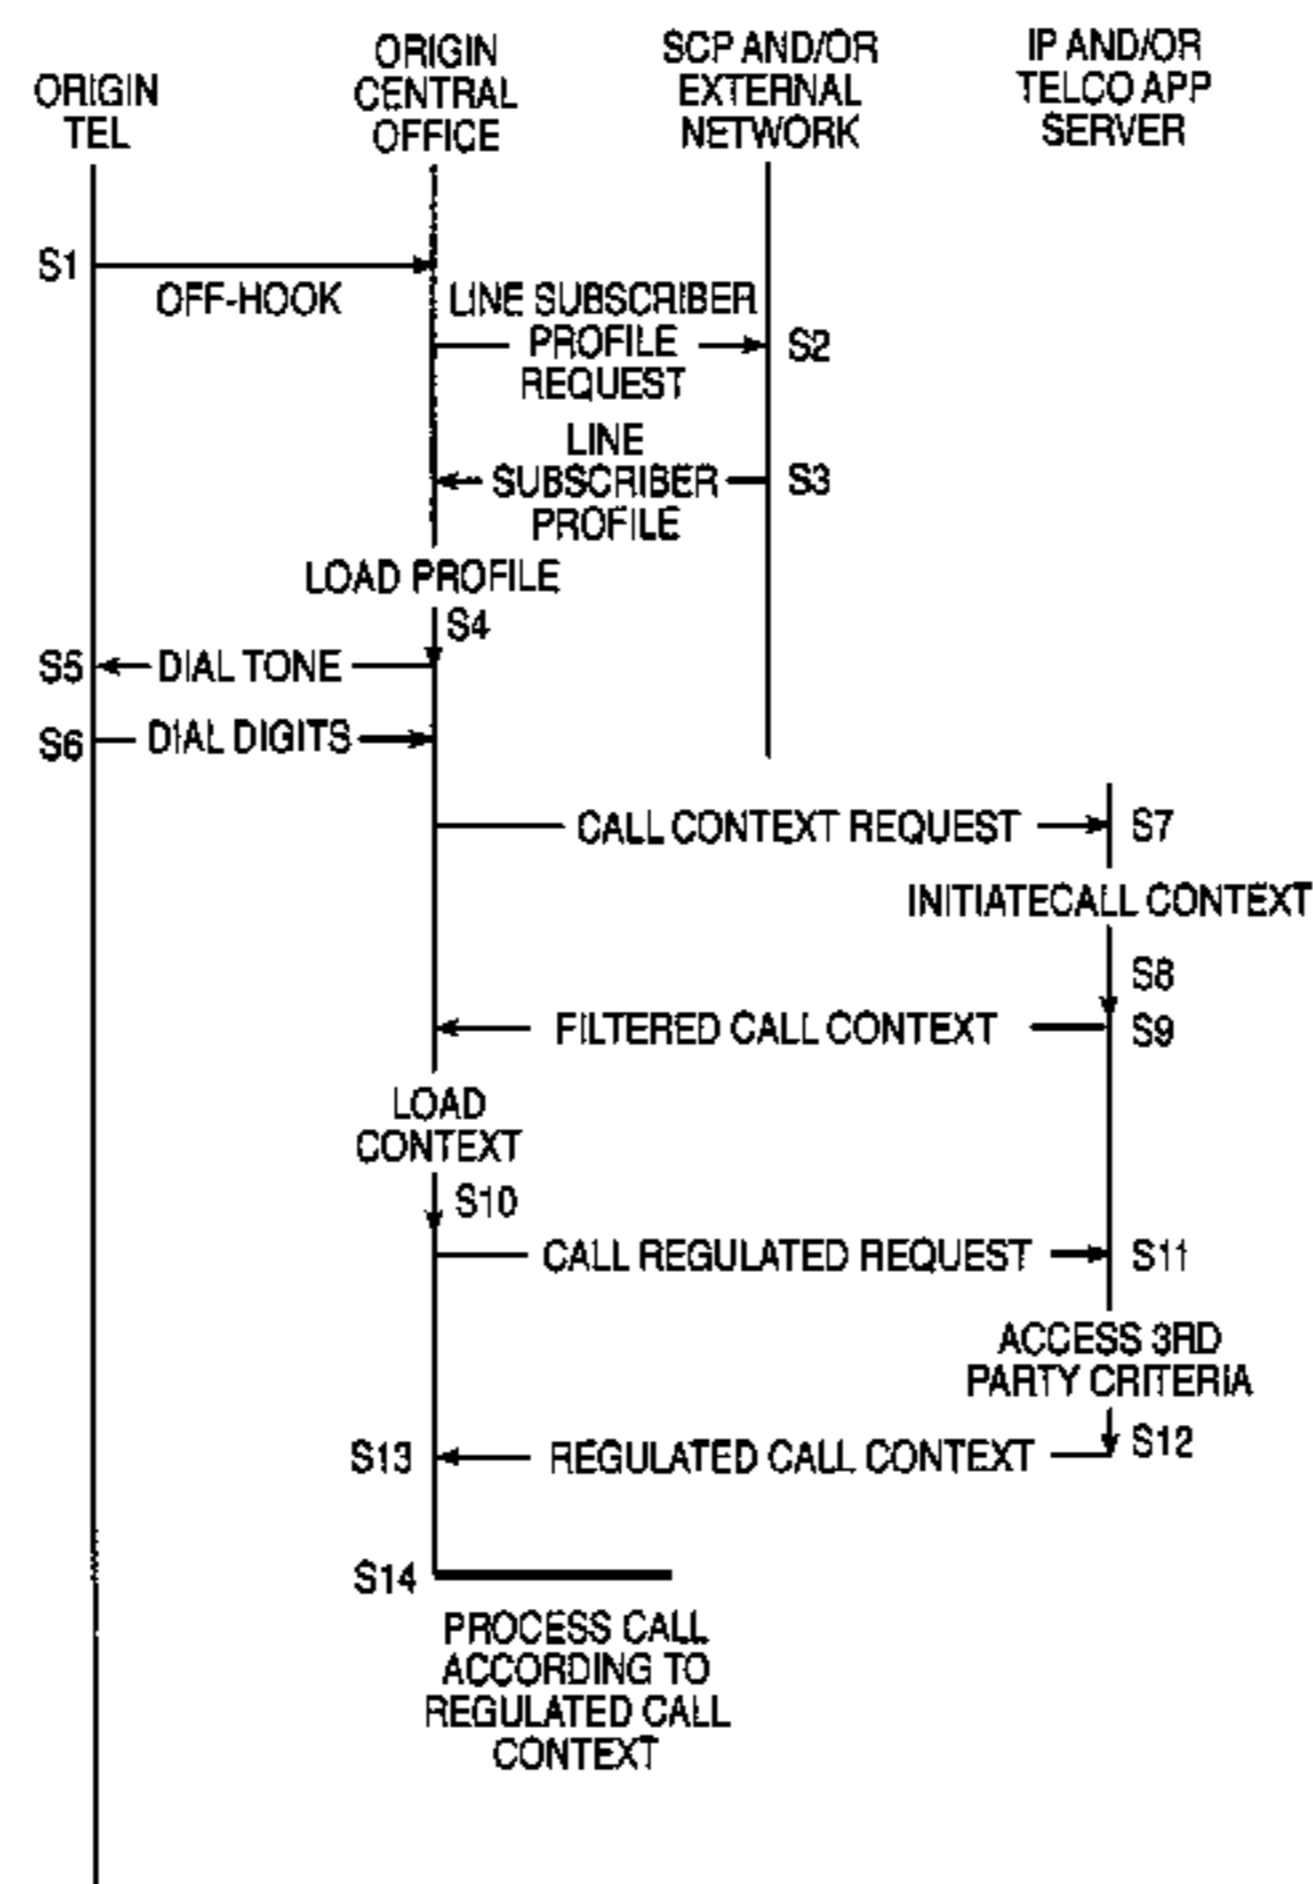 ORIGIN
TEL
ORIGIN
CENTRAL
OFFICE
SCP AND/OR
EXTERNAL
NETWORK
IP AND/OR
TELCO APP
SERVER
S1
OFF-HOOK
LINE SUBSCRIBER
PROFILE
REQUEST
S2
LINE
SUBSCRIBER
PROFILE
S3
LOAD PROFILE
S4
S5
DIAL TONE
S6
DIAL DIGITS
CALL CONTEXT REQUEST
S7
INITIATECALL CONTEXT
S8
FILTERED CALL CONTEXT
S9
LOAD
CONTEXT
S10
CALL REGULATED REQUEST
S11
ACCESS 3RD
PARTY CRITERIA
S12
S13
REGULATED CALL CONTEXT
S14
PROCESS CALL
ACCORDING TO
REGULATED CALL
CONTEXT